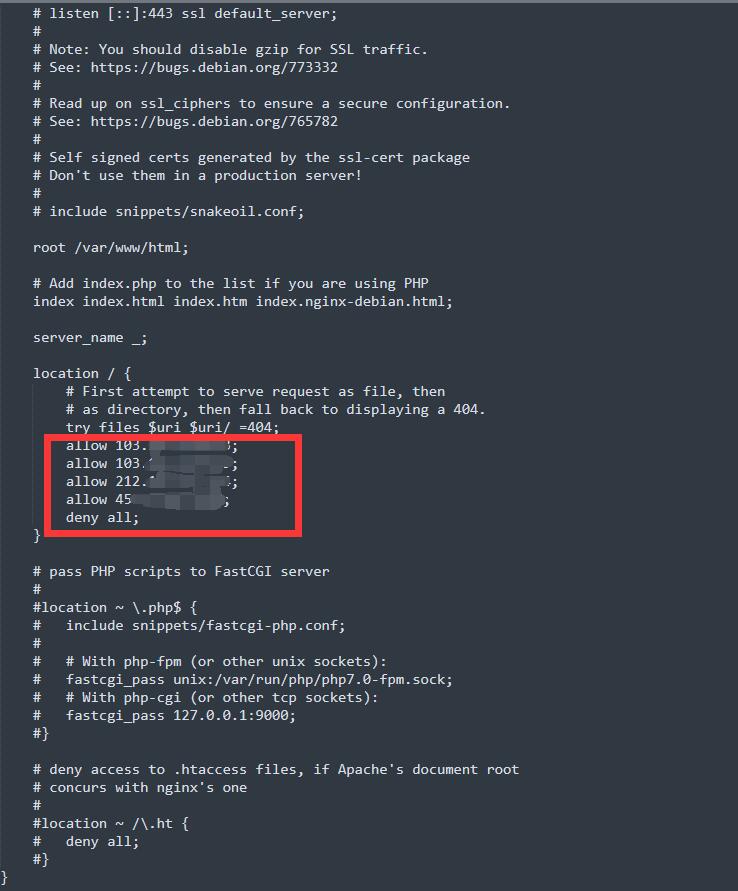 # listen [::]:443 ssl default_server;
#
# Note: You should disable gzip for SSL traffic.
# See: https://bugs.debian.org/773332
#
# Read up on ssl_ciphers to ensure a secure configuration.
# See: https://bugs.debian.org/765782
#
# Self signed certs generated by the ssl-cert package
# Don't use them in a production server!
#
# include snippets/snakeoil.conf;
root /var/www/html;
# Add index.php to the list if you are using PHP
index index.html index.htm index.nginx-debian.html;
server_name _;
location / {
# First attempt to serve request as file, then
# as directory, then fall back to displaying a 404.
try_files $uri $uri/ =404;
allow 103.
allow 103.
allow 212.
allow 45
deny all;
}
# pass PHP scripts to FastCGI server
#
#location ~ \.php$ {
#   include snippets/fastcgi-php.conf;
#
#   # With php-fpm (or other unix sockets):
#   fastcgi_pass unix:/var/run/php/php7.0-fpm.sock;
#   # With php-cgi (or other tcp sockets):
#   fastcgi_pass 127.0.0.1:9000;
#}
# deny access to .htaccess files, if Apache's document root
# concurs with nginx's one
#
#location ~ /\.ht {
#   deny all;
#}
}